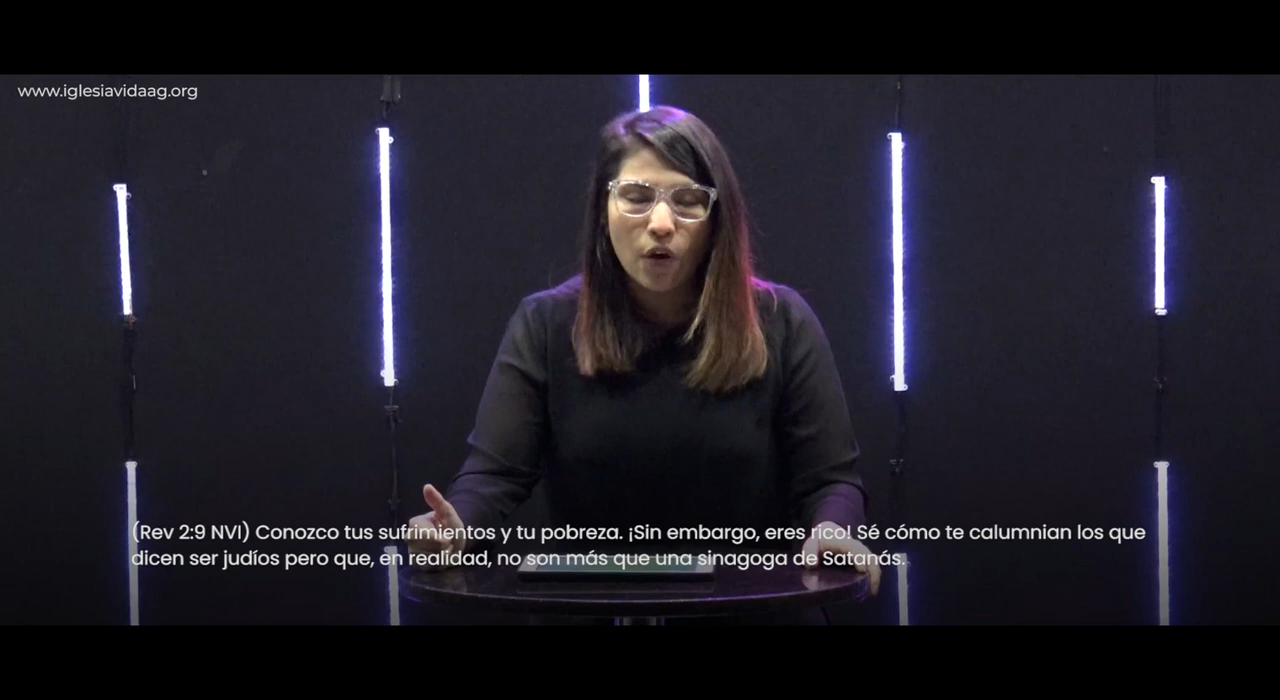 www.iglesiavidaag.org
(Rev 2:9 NVI) Conozco tus sufrimientos y tu pobreza. ¡Sin embargo, eres rico! Sé cómo te calumnian los que
dicen ser judíos pero que, en realidad, no son más que una sinagoga de Satanás.